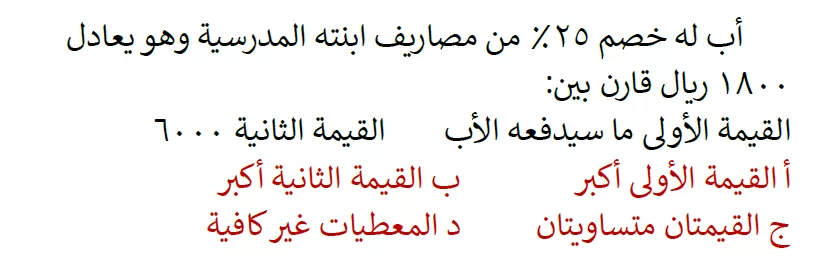 أب له خصم ٢٥٪ من مصاريف ابنته المدرسية وهو يعادل
١٨٠٠ ريال قارن بين:
القيمة الأولى ما سيدفعه الأب القيمة الثانية ٦٠٠٠
أ القيمة الأولى أكبر ب القيمة الثانية أكبر
ج القيمتان متساويتان د المعطيات غير كافية